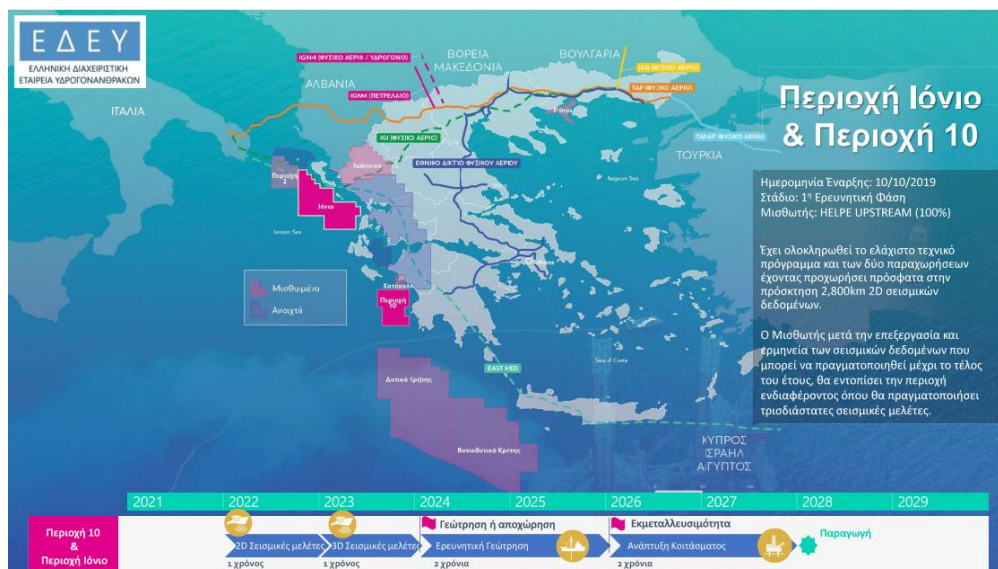 ΕΔΕΥ
ΕΛΛΗΝΙΚΗ ΔΙΑΧΕΙΡΙΣΤΙΚΗ
ΕΤΑΙΡΕΙΑ ΥΔΡΟΓΟΝΑΝΘΡΑΚΩΝ
IGNM (ΦΥΣΙΚΟ ΑΕΡΙΟ / ΥΔΡΟΓΟΝΟ)
ΒΟΡΕΙΑ
ΜΑΚΕΔΟΝΙΑ
ΒΟΥΛΓΑΡΙΑ
IGB (ΦΥΣΙΚΟ ΑΕΡΙΟ)
ΑΛΒΑΝΙΑ
IGNM (ΠΕΤΡΕΛΑΙΟ)
TAP (ΦΥΣΙΚΟ ΑΕΡΙΟ)
ΙΤΑΛΙΑ
IGI (ΦΥΣΙΚΟ ΑΕΡΙΟ)
ΕΘΝΙΚΟ ΔΙΚΤΥΟ ΦΥΣΙΚΟΥ ΑΕΡΙΟΥ
ΤΟΥΡΚΙΑ
Περιοχή Ιόνιο
& Περιοχή 10
Ημερομηνία Έναρξης: 10/10/2019
Στάδιο: 1η Ερευνητική Φάση
Μισθωτής: HELPE UPSTREAM (100%)
Έχει ολοκληρωθεί το ελάχιστο τεχνικό
πρόγραμμα και των δύο παραχωρήσεων
έχοντας προχωρήσει πρόσφατα στην
πρόσκτηση 2,800km 2D σεισμικών
δεδομένων.
Ο Μισθωτής μετά την επεξεργασία και
ερμηνεία των σεισμικών δεδομένων που
μπορεί να πραγματοποιηθεί μέχρι το τέλος
του έτους, θα εντοπίσει την περιοχή
ενδιαφέροντος όπου θα πραγματοποιήσει
τρισδιάστατες σεισμικές μελέτες.
Ιωάννινα
Περιοχή
2
Ιόνιο
Aegean Sea
Ionian Sea
Μισθωμένα
Ανοιχτά
Κατάκολο
Περιοχή
10
EAST MED
Sea of Crete
Δυτικά Κρήτης
Νοτιοδυτικά Κρήτης
ΚΥΠΡΟΣ
ΙΣΡΑΗΛ
ΑΙΓΥΠΤΟΣ
2021 2022 2023 2024 2025 2026 2027 2028 2029
Περιοχή 10
&
Περιοχή Ιόνιο
Γεώτρηση ή αποχώρηση
Εκμεταλλευσιμότητα
Παραγωγή
2D Σεισμικές μελέτες
3D Σεισμικές μελέτες
Ερευνητική Γεώτρηση
Ανάπτυξη Κοιτάσματος
1 χρόνος
1 χρόνος
2 χρόνια
2 χρόνια